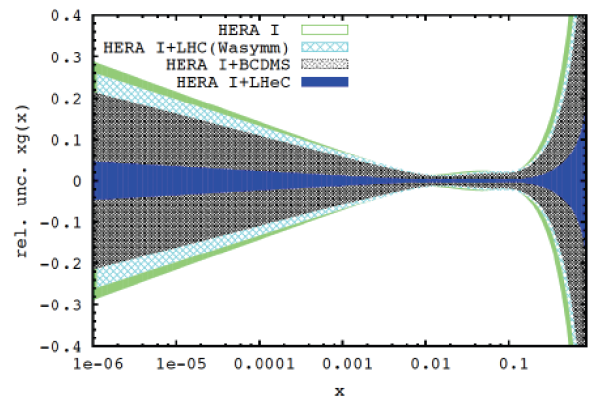 0.4
0.3
0.2
0.1
0
-0.1
-0.2
-0.3
-0.4
rel. unc. xg(x)
HERA I
HERA I+LHC(Wasymm)
HERA I+BCDMS
HERA I+LHeC
1e-06
1e-05
0.0001
0.001
0.01
0.1
x